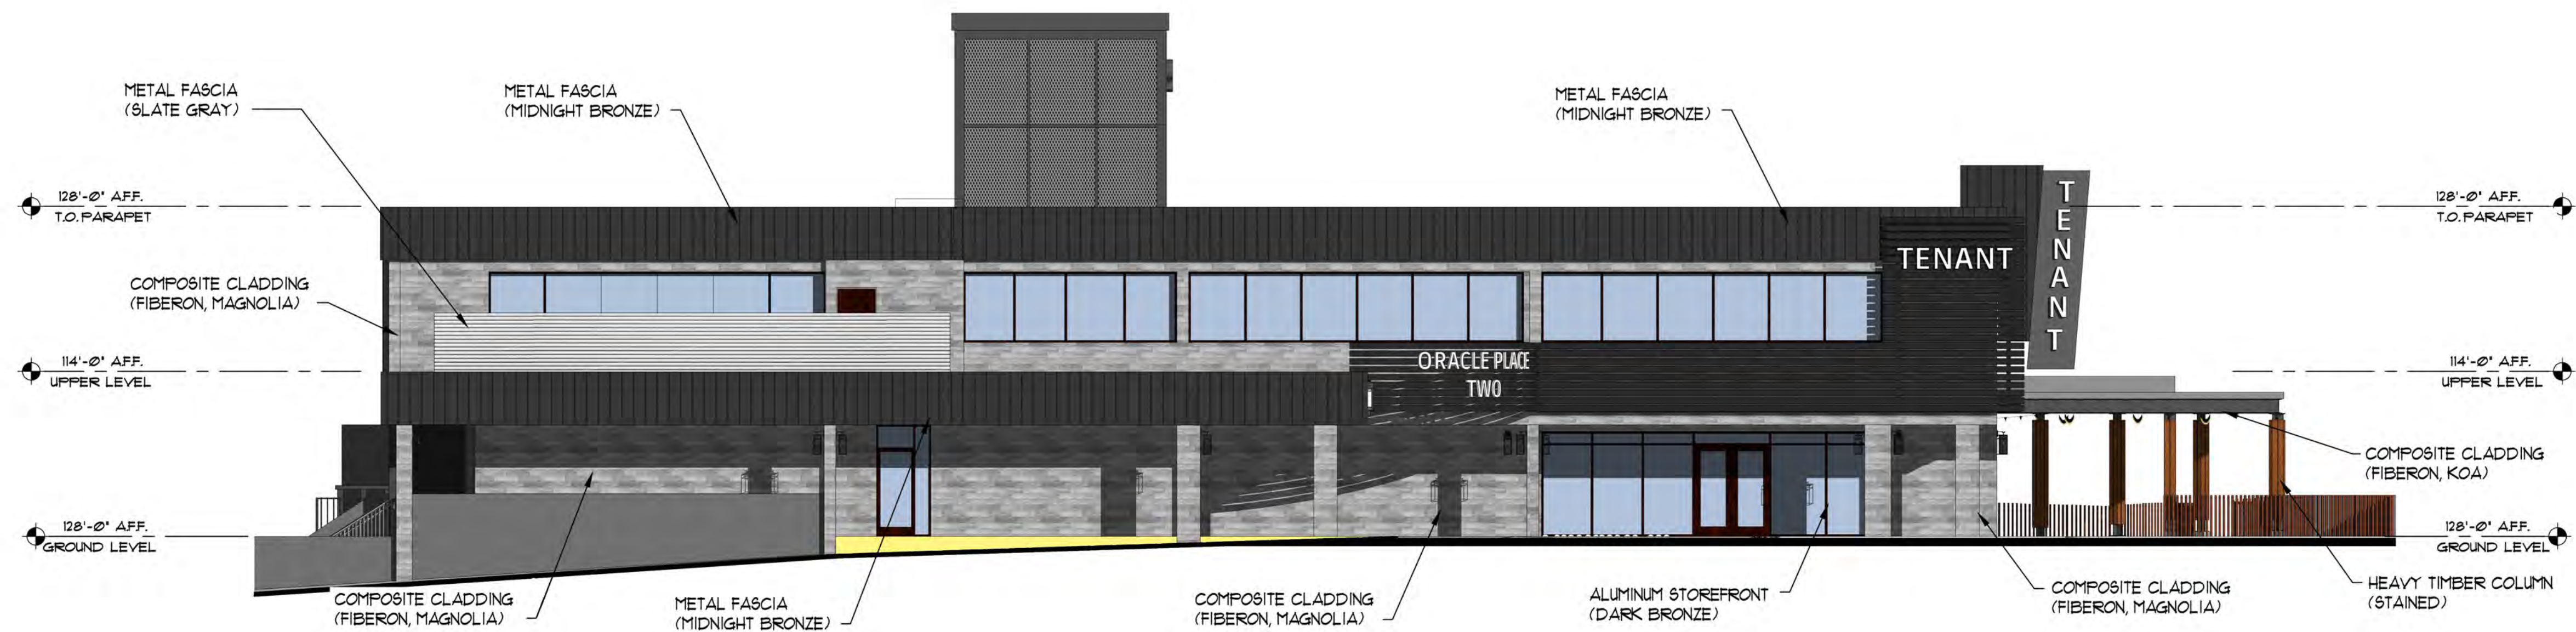 METAL FASCIA
(SLATE GRAY)
METAL FASCIA
(MIDNIGHT BRONZE)
METAL FASCIA
(MIDNIGHT BRONZE)
128'-0" A.F.F.
T.O. PARAPET
128'-0" A.F.F.
T.O. PARAPET
TENANT
TENANT
COMPOSITE CLADDING
(FIBERON, MAGNOLIA)
114'-0" A.F.F.
UPPER LEVEL
ORACLE PLACE
TWO
114'-0" A.F.F.
UPPER LEVEL
COMPOSITE CLADDING
(FIBERON, KOA)
128'-0" A.F.F.
GROUND LEVEL
128'-0" A.F.F.
GROUND LEVEL
COMPOSITE CLADDING
(FIBERON, MAGNOLIA)
METAL FASCIA
(MIDNIGHT BRONZE)
COMPOSITE CLADDING
(FIBERON, MAGNOLIA)
ALUMINUM STOREFRONT
(DARK BRONZE)
COMPOSITE CLADDING
(FIBERON, MAGNOLIA)
HEAVY TIMBER COLUMN
(STAINED)